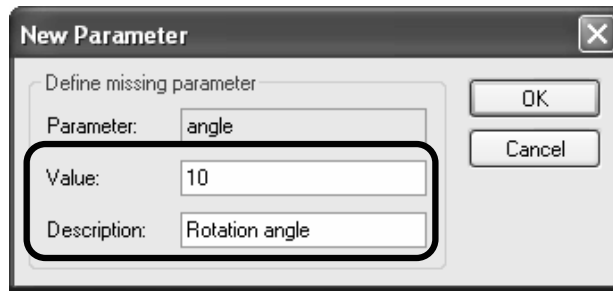 New Parameter
Define missing parameter
Parameter: angle
Value: 10
Description: Rotation angle
OK
Cancel